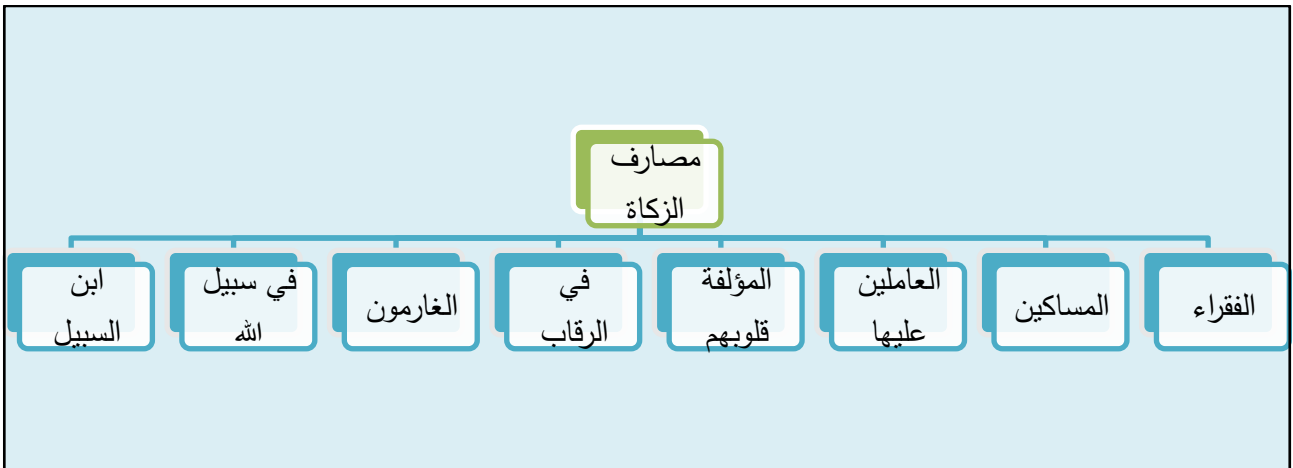 مصارف
الزكاة
الفقراء
المساكين
العاملين
عليها
المؤلفة
قلوبهم
في
الرقاب
الغارمون
في سبيل
الله
ابن
السبيل